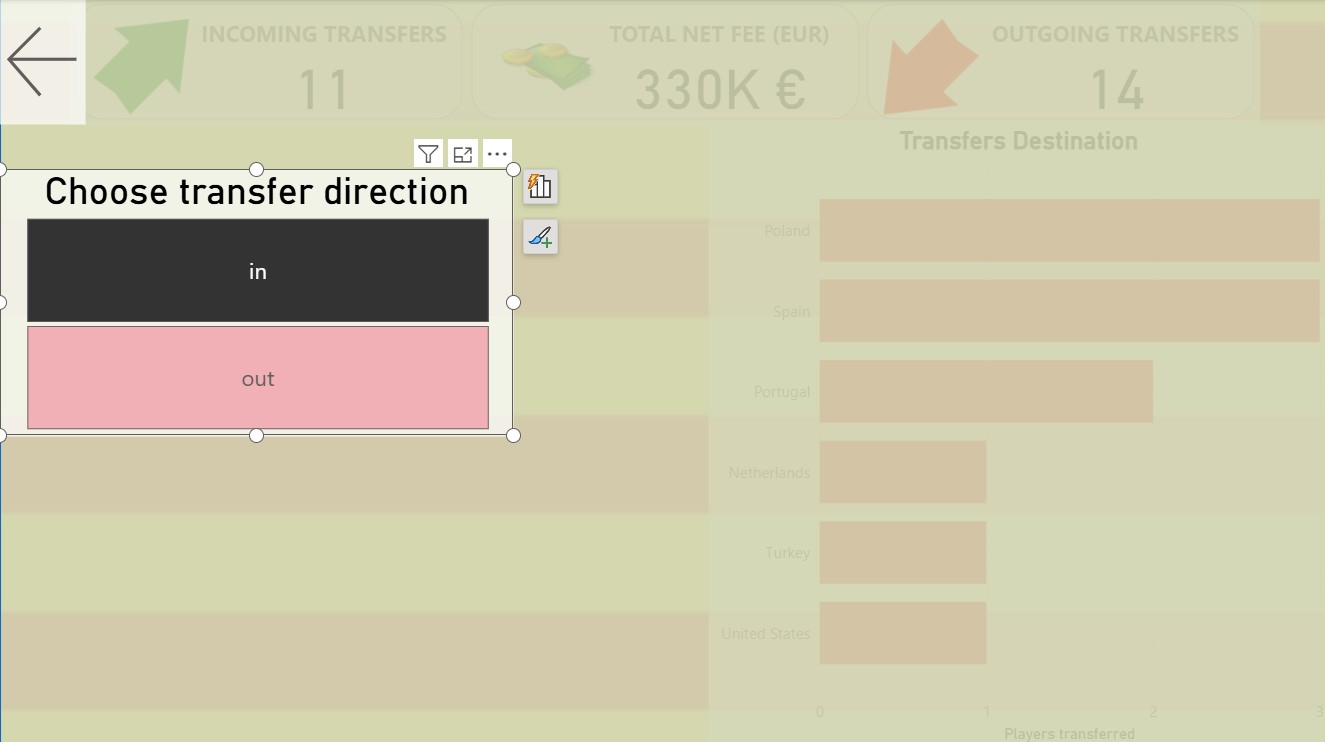 INCOMING TRANSFERS
11
TOTAL NET FEE (EUR)
330K €
OUTGOING TRANSFERS
14
Choose transfer direction
in
out
Transfers Destination
Poland
Spain
Portugal
Netherlands
Turkey
United States
0 1 2 3
Players transferred